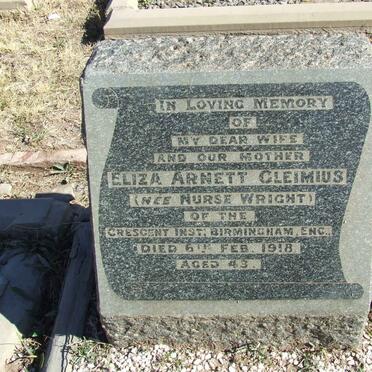 In Loving Memory
OF
MY DEAR WIFE
AND OUR MOTHER
ELIZA ARNETT GLEIMIUS
(NEE NURSE WRIGHT)
OF THE
CRESCENT INST; BIRMINGHAM, ENG.
DIED 6TH FEB. 1918
AGED 43.